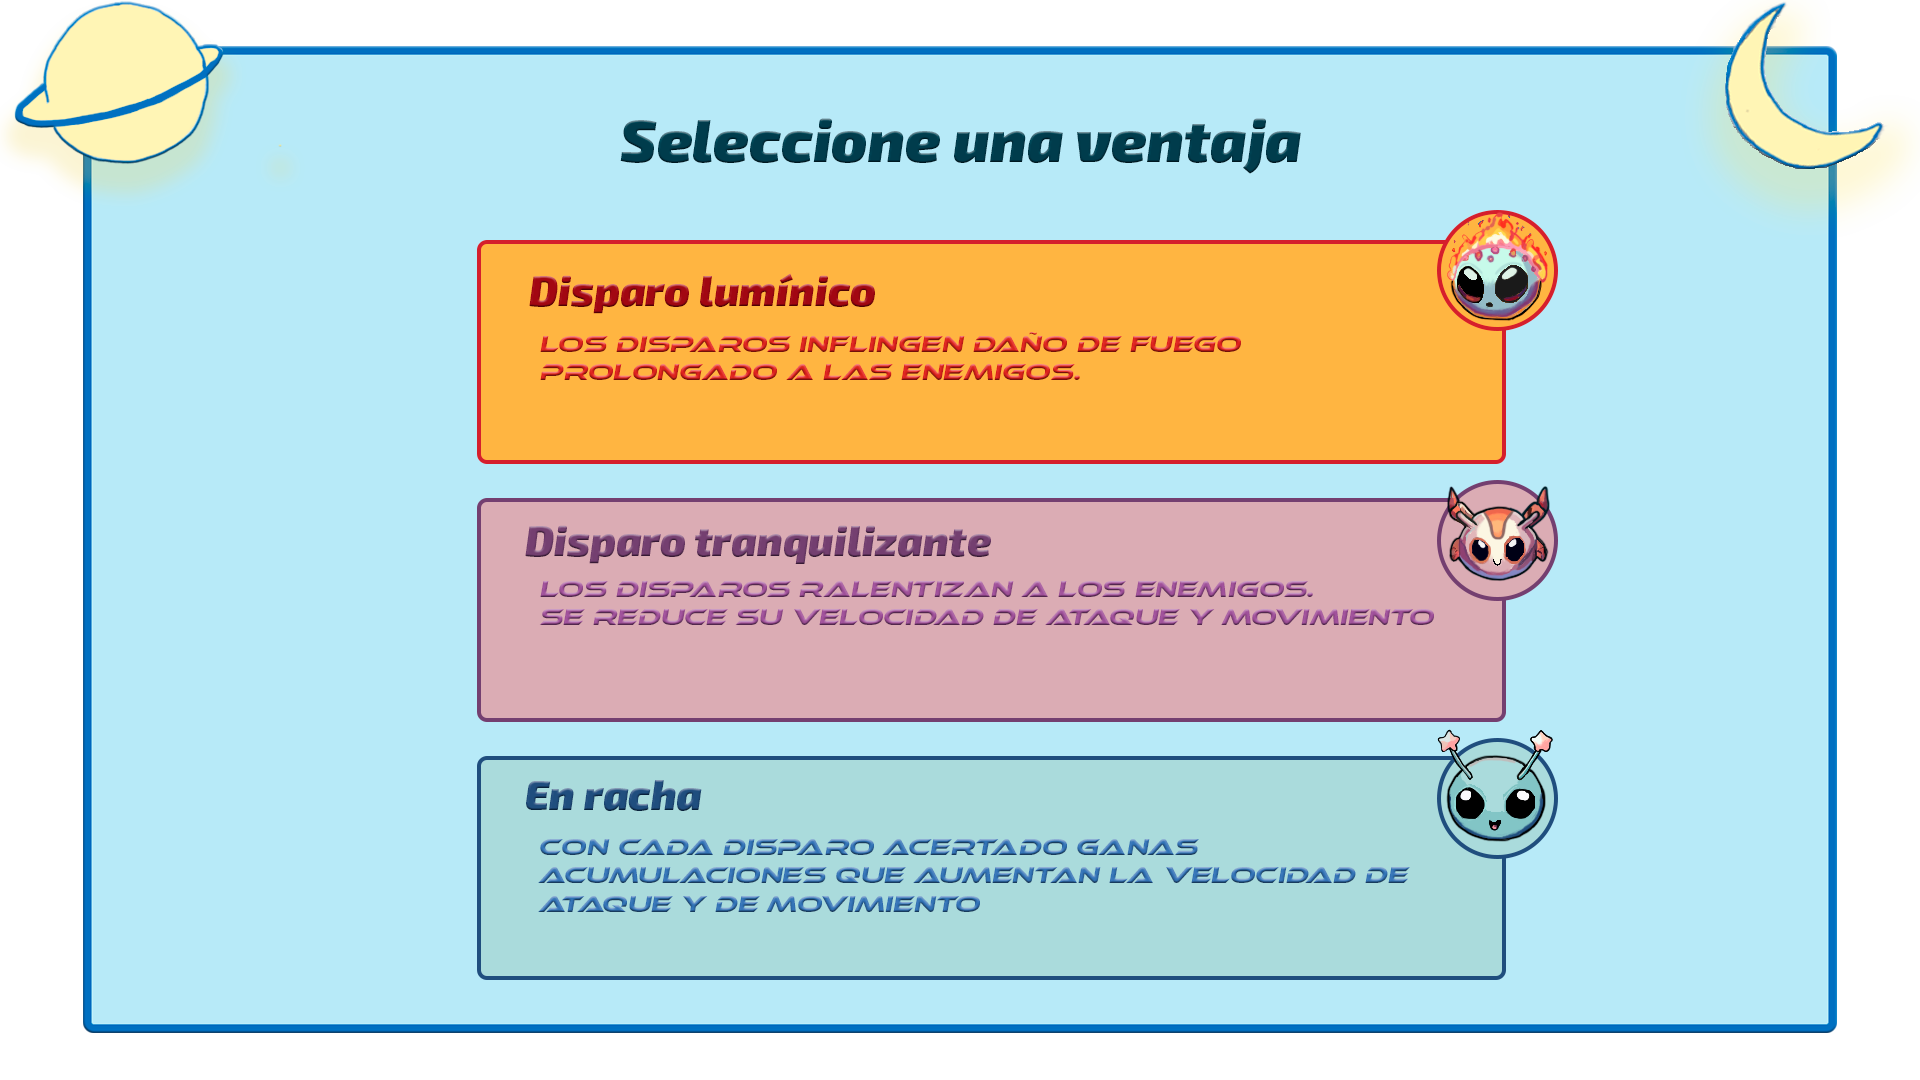 Seleccione una ventaja
Disparo lumínico
LOS DISPAROS INFLINGEN DAÑO DE FUEGO
PROLONGADO A LAS ENEMIGOS.
Disparo tranquilizante
LOS DISPAROS RALENTIZAN A LOS ENEMIGOS.
SE REDUCE SU VELOCIDAD DE ATAQUE Y MOVIMIENTO
En racha
CON CADA DISPARO ACERTADO GANAS
ACUMULACIONES QUE AUMENTAN LA VELOCIDAD DE
ATAQUE Y DE MOVIMIENTO